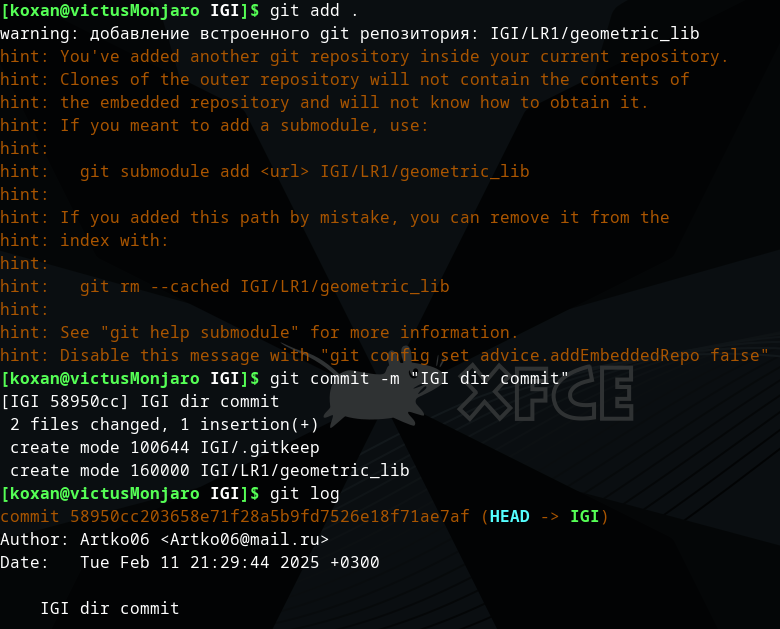 [koxan@victusMonjaro IGI]$ git add .
warning: добавление встроенного git репозитория: IGI/LR1/geometric_lib
hint: You've added another git repository inside your current repository.
hint: Clones of the outer repository will not contain the contents of
hint: the embedded repository and will not know how to obtain it.
hint: If you meant to add a submodule, use:
hint:
hint:   git submodule add <url> IGI/LR1/geometric_lib
hint:
hint: If you added this path by mistake, you can remove it from the
hint: index with:
hint:
hint:   git rm --cached IGI/LR1/geometric_lib
hint:
hint: See "git help submodule" for more information.
hint: Disable this message with "git config set advice.addEmbeddedRepo false"
[koxan@victusMonjaro IGI]$ git commit -m "IGI dir commit"
[IGI 58950cc] IGI dir commit
 2 files changed, 1 insertion(+)
 create mode 100644 IGI/.gitkeep
 create mode 160000 IGI/LR1/geometric_lib
[koxan@victusMonjaro IGI]$ git log
commit 58950cc203658e71f28a5b9fd7526e18f71ae7af (HEAD -> IGI)
Author: Artko06 <Artko06@mail.ru>
Date:   Tue Feb 11 21:29:44 2025 +0300

    IGI dir commit
XFCE